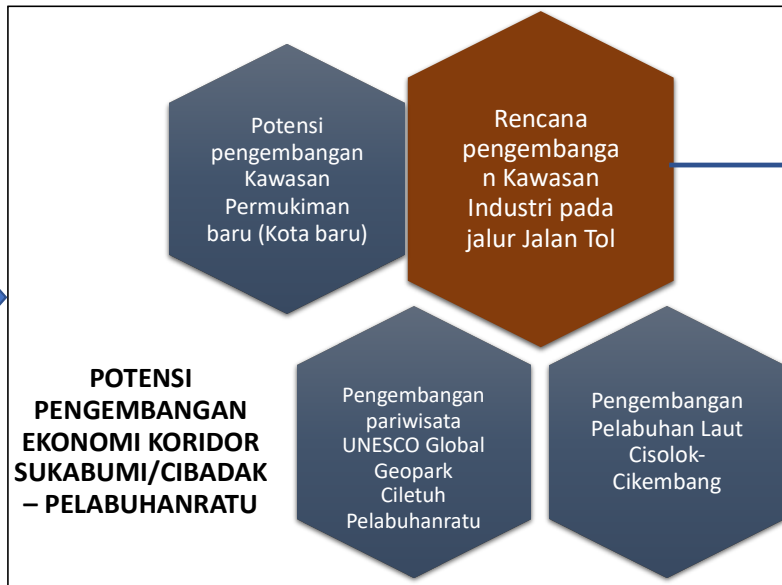 Potensi
pengembangan
Kawasan
Permukiman
baru (Kota baru)
Rencana
pengembanga
n Kawasan
Industri pada
jalur Jalan Tol
POTENSI
PENGEMBANGAN
EKONOMI KORIDOR
SUKABUMI/CIBADAK
– PELABUHANRATU
Pengembangan
pariwisata
UNESCO Global
Geopark
Ciletuh
Pelabuhanratu
Pengembangan
Pelabuhan Laut
Cisolok-
Cikembang